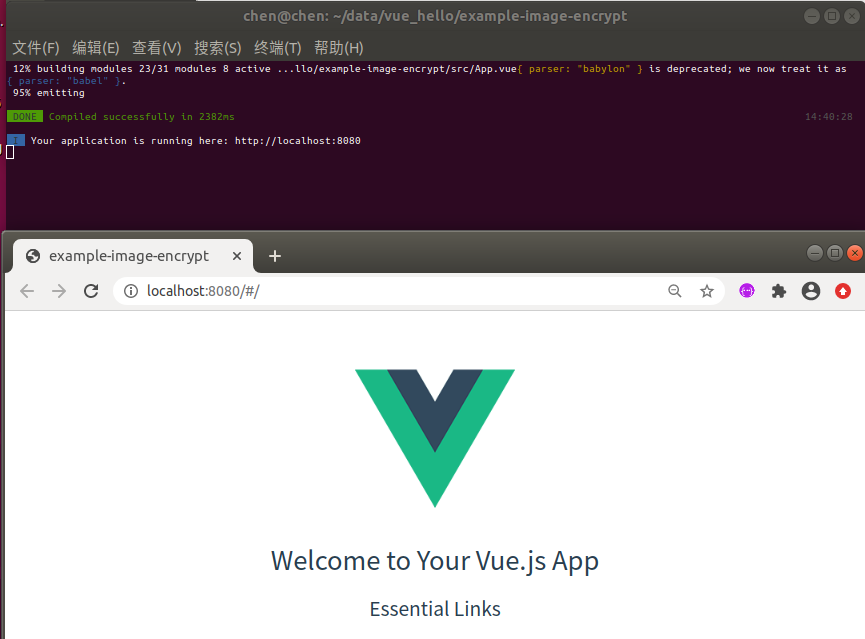 chen@chen: ~/data/vue_hello/example-image-encrypt
文件(F) 编辑(E) 查看(V) 搜索(S) 终端(T) 帮助(H)
12% building modules 23/31 modules 8 active ...llo/example-image-encrypt/src/App.vue{ parser: "babylon" } is deprecated; we now treat it as
{ parser: "babel" }.
95% emitting
DONE Compiled successfully in 2382ms 14:40:28
I Your application is running here: http://localhost:8080
example-image-encrypt
localhost:8080/#/
Welcome to Your Vue.js App
Essential Links